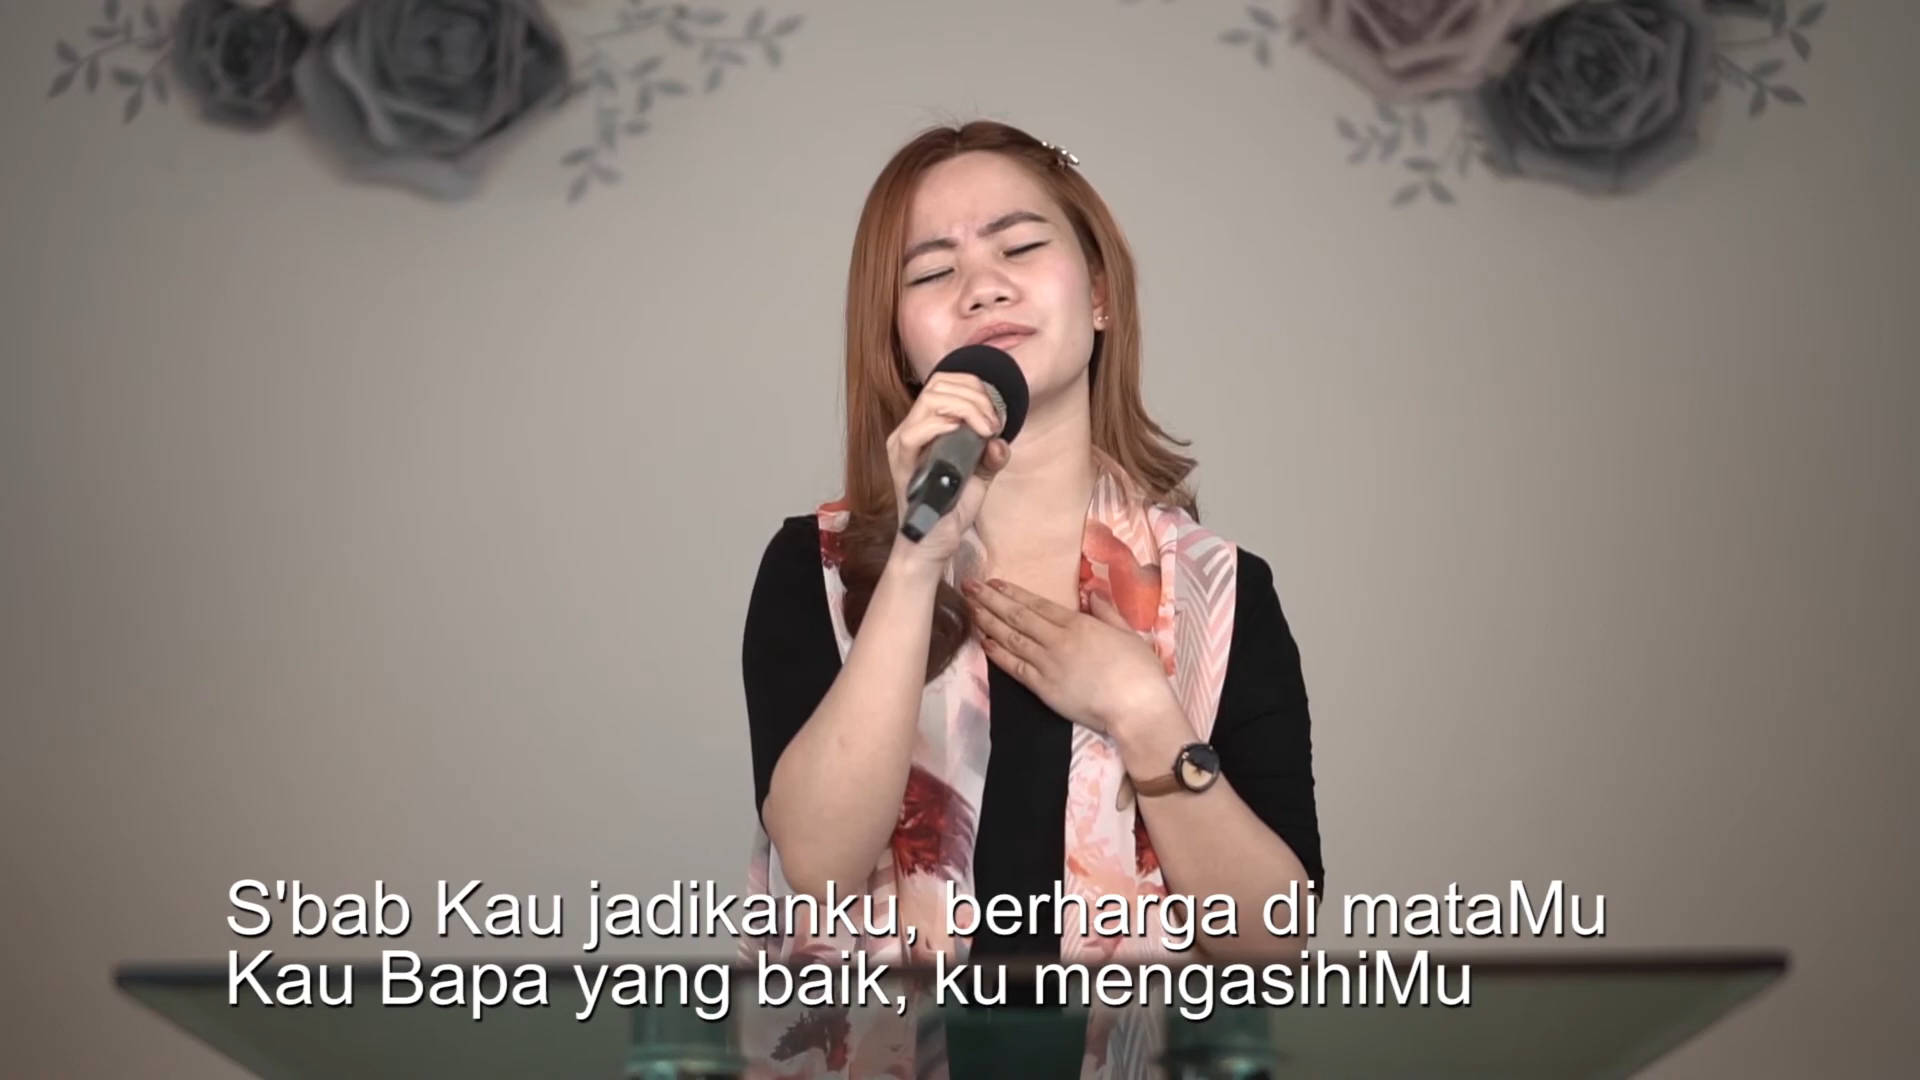 S'bab Kau jadikanku, berharga di mataMu
Kau Bapa yang baik, ku mengasihiMu